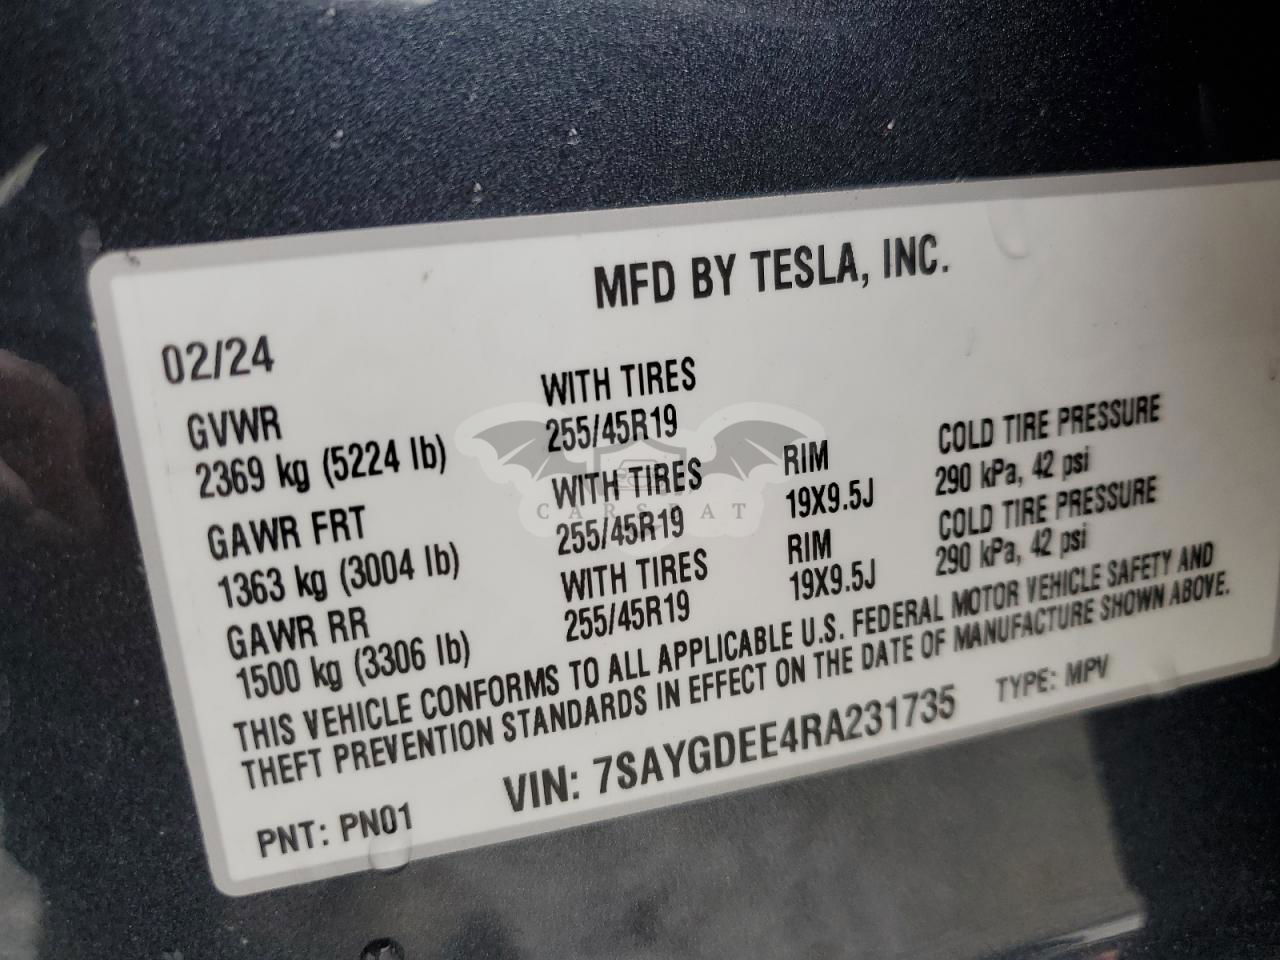 MFD BY TESLA, INC.
02/24
GVWR WITH TIRES
2369 kg (5224 lb) 255/45R19
GAWR FRT WITH TIRES RIM COLD TIRE PRESSURE
1363 kg (3004 lb) 255/45R19 19X9.5J 290 kPa, 42 psi
GAWR RR WITH TIRES RIM COLD TIRE PRESSURE
1500 kg (3306 lb) 255/45R19 19X9.5J 290 kPa, 42 psi
THIS VEHICLE CONFORMS TO ALL APPLICABLE U.S. FEDERAL MOTOR VEHICLE SAFETY AND
THEFT PREVENTION STANDARDS IN EFFECT ON THE DATE OF MANUFACTURE SHOWN ABOVE.
VIN: 7SAYGDEE4RA231735 TYPE: MPV
PNT: PN01
CARSBAT